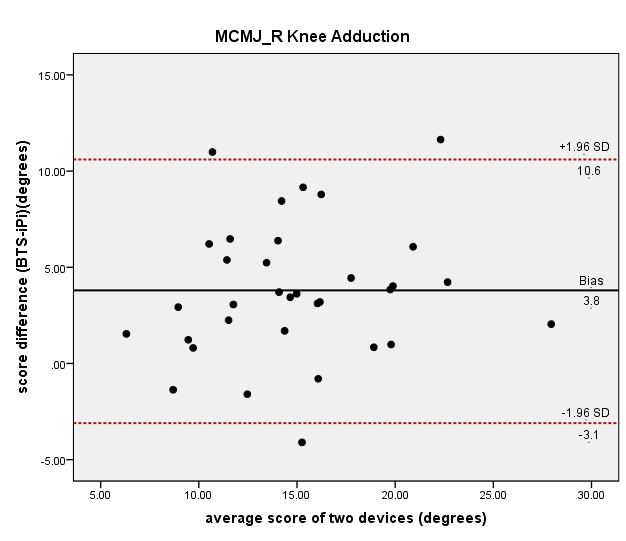 MCMJ_R Knee Adduction
score difference (BTS-iPi)(degrees)
15.00
10.00
5.00
.00
-5.00
+1.96 SD
10.6
Bias
3.8
-1.96 SD
-3.1
5.00
10.00
15.00
20.00
25.00
30.00
average score of two devices (degrees)